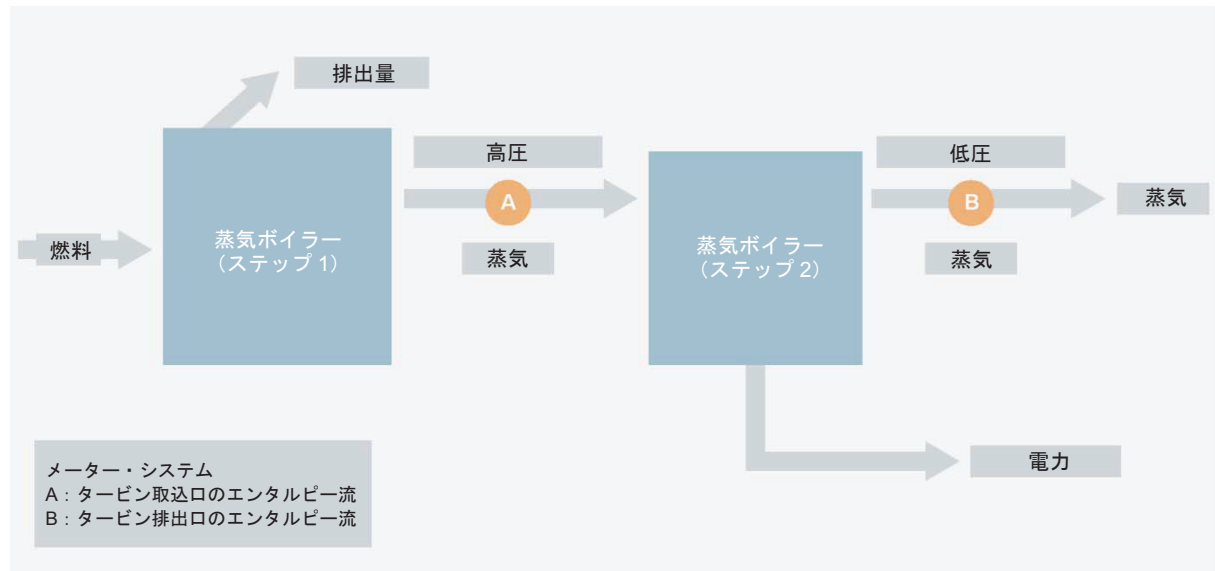 排出量
高圧
低圧
A
B
蒸気
燃料
蒸気ボイラー
（ステップ 1）
蒸気ボイラー
（ステップ 2）
蒸気
蒸気
電力
メーター・システム
A：タービン取込口のエンタルピー流
B：タービン排出口のエンタルピー流